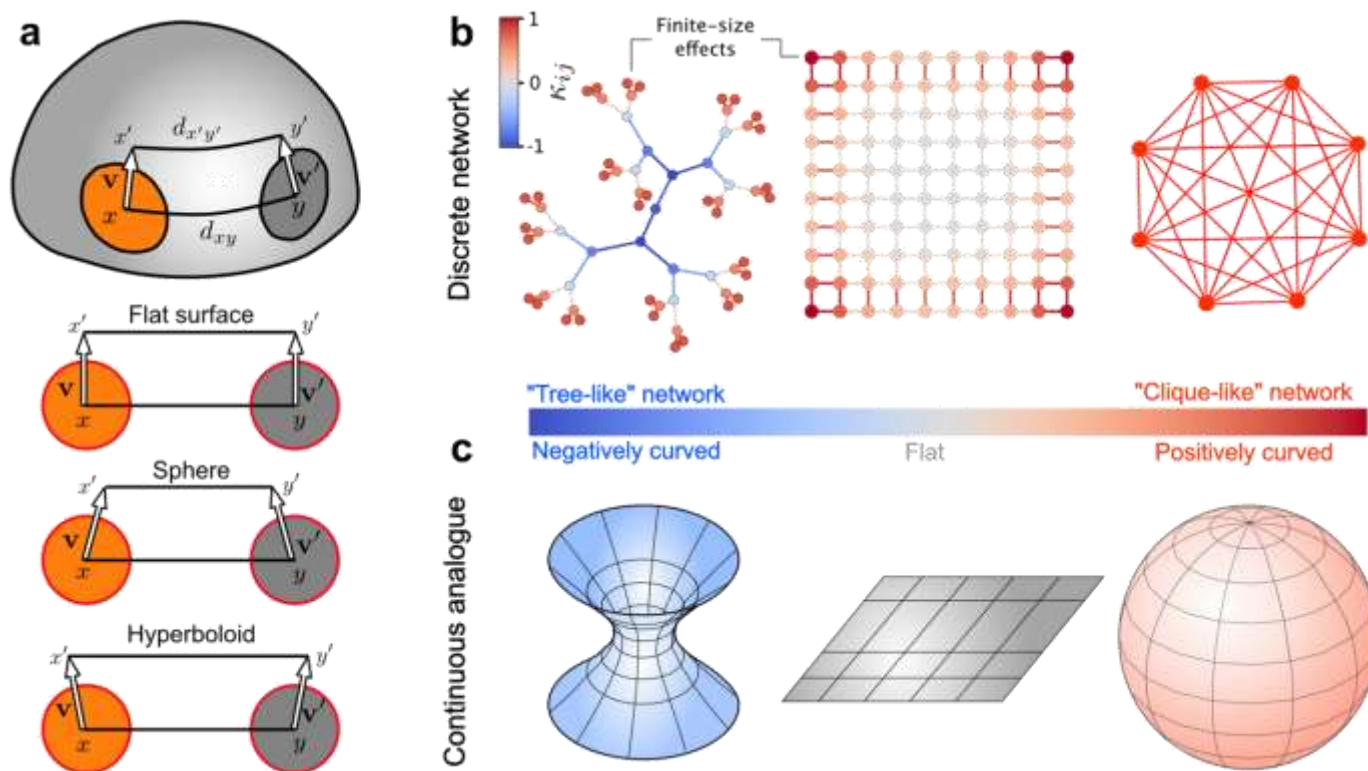 a
x′
d_{x′y′}
y′
v
v′
x
y
d_{xy}
Flat surface
x′
y′
v
v′
x
y
Sphere
x′
y′
v
v′
x
y
Hyperboloid
x′
y′
v
v′
x
y
b
Discrete network
1
0
-1
κ_{ij}
Finite-size
effects
"Tree-like" network
"Clique-like" network
Negatively curved
Flat
Positively curved
c
Continuous analogue